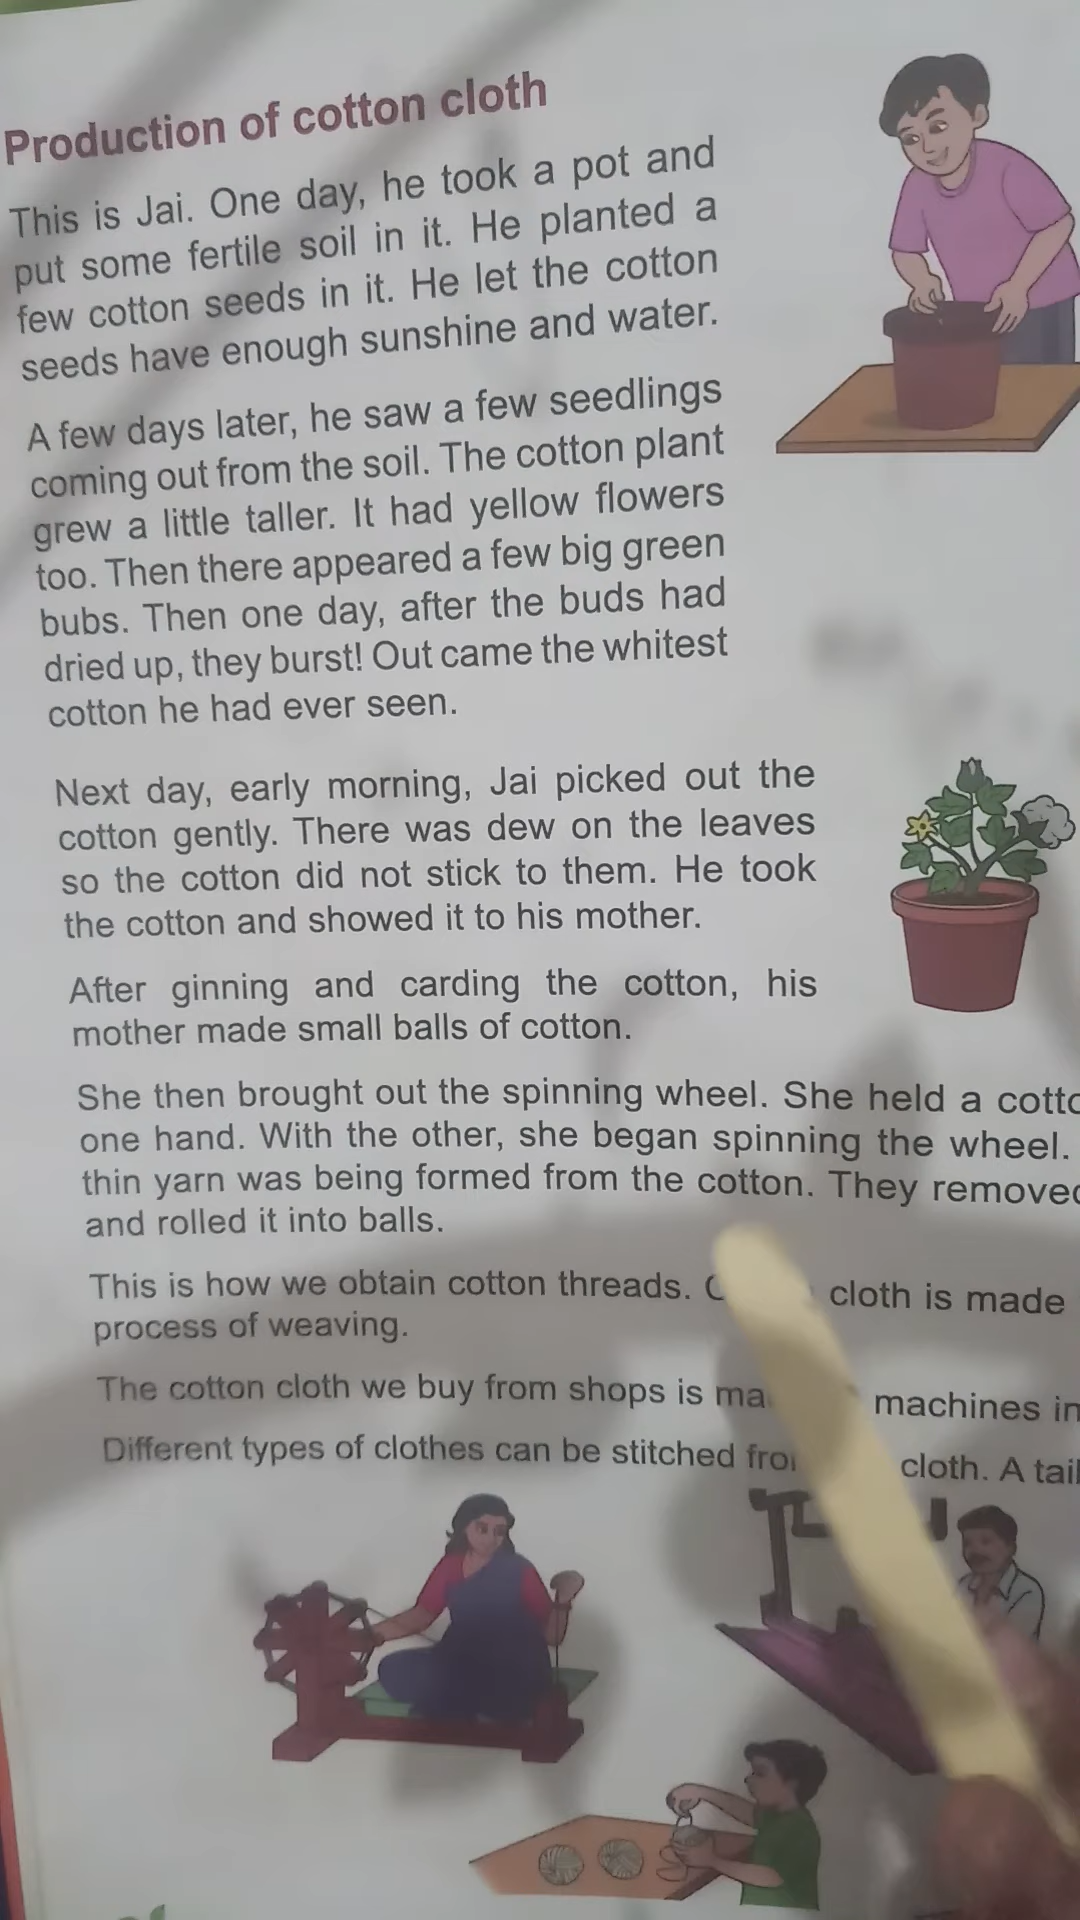 Production of cotton cloth
This is Jai. One day, he took a pot and
put some fertile soil in it. He planted a
few cotton seeds in it. He let the cotton
seeds have enough sunshine and water.
A few days later, he saw a few seedlings
coming out from the soil. The cotton plant
grew a little taller. It had yellow flowers
too. Then there appeared a few big green
bubs. Then one day, after the buds had
dried up, they burst! Out came the whitest
cotton he had ever seen.
Next day, early morning, Jai picked out the
cotton gently. There was dew on the leaves
so the cotton did not stick to them. He took
the cotton and showed it to his mother.
After ginning and carding the cotton, his
mother made small balls of cotton.
She then brought out the spinning wheel. She held a
one hand. With the other, she began spinning the wheel.
thin yarn was being formed from the cotton. They
and rolled it into balls.
This is how we obtain cotton threads. cloth is made
process of weaving.
The cotton cloth we buy from shops is machines
Different types of clothes can be stitched cloth. A